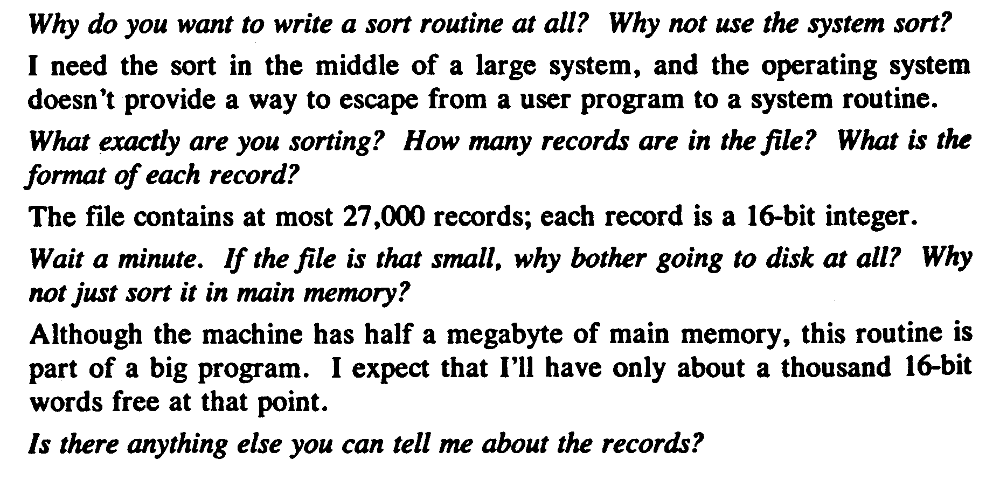 Why do you want to write a sort routine at all? Why not use the system sort?
I need the sort in the middle of a large system, and the operating system
doesn't provide a way to escape from a user program to a system routine.
What exactly are you sorting? How many records are in the file? What is the
format of each record?
The file contains at most 27,000 records; each record is a 16-bit integer.
Wait a minute. If the file is that small, why bother going to disk at all? Why
not just sort it in main memory?
Although the machine has half a megabyte of main memory, this routine is
part of a big program. I expect that I'll have only about a thousand 16-bit
words free at that point.
Is there anything else you can tell me about the records?